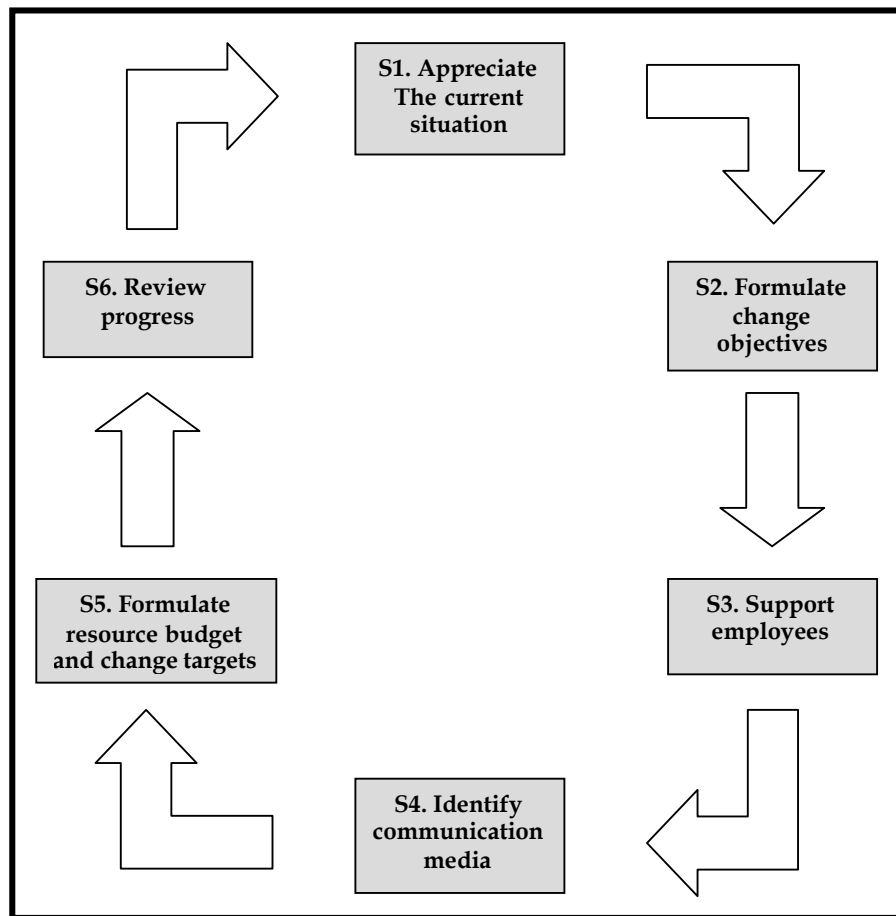 S1. Appreciate
The current
situation
S2. Formulate
change
objectives
S3. Support
employees
S4. Identify
communication
media
S5. Formulate
resource budget
and change targets
S6. Review
progress